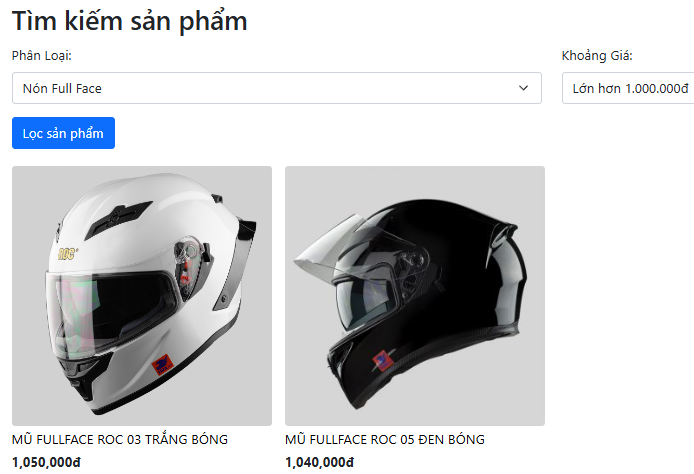 Tìm kiếm sản phẩm
Phân Loại:
Khoảng Giá:
Nón Full Face
Lớn hơn 1.000.000đ
Lọc sản phẩm
ROC
MŨ FULLFACE ROC 03 TRẮNG BÓNG
MŨ FULLFACE ROC 05 ĐEN BÓNG
1,050,000đ
1,040,000đ